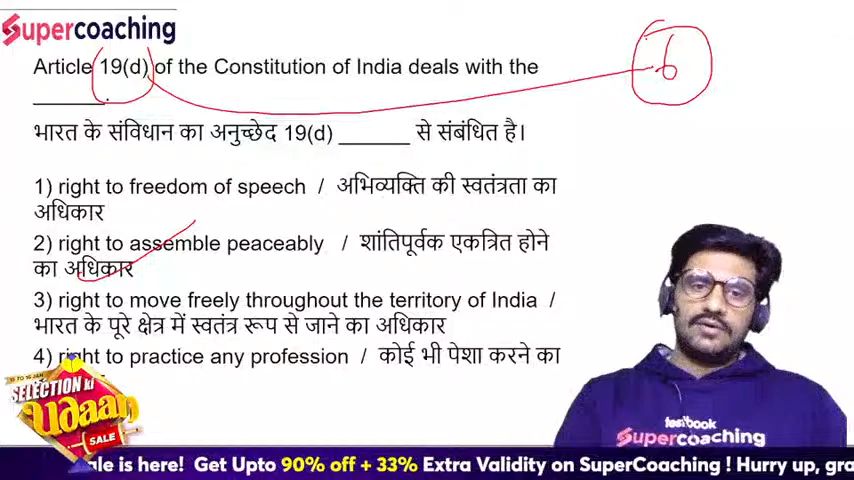 Supercoaching
Article 19(d) of the Constitution of India deals with the
______.
6
भारत के संविधान का अनुच्छेद 19(d) ______ से संबंधित है।
1) right to freedom of speech / अभिव्यक्ति की स्वतंत्रता का
अधिकार
2) right to assemble peaceably / शांतिपूर्वक एकत्रित होने
का अधिकार
3) right to move freely throughout the territory of India /
भारत के पूरे क्षेत्र में स्वतंत्र रूप से जाने का अधिकार
4) right to practice any profession / कोई भी पेशा करने का
SELECTION ki
Udaan
SALE
testbook
Supercoaching
ale is here! Get Upto 90% off + 33% Extra Validity on SuperCoaching ! Hurry up, gra